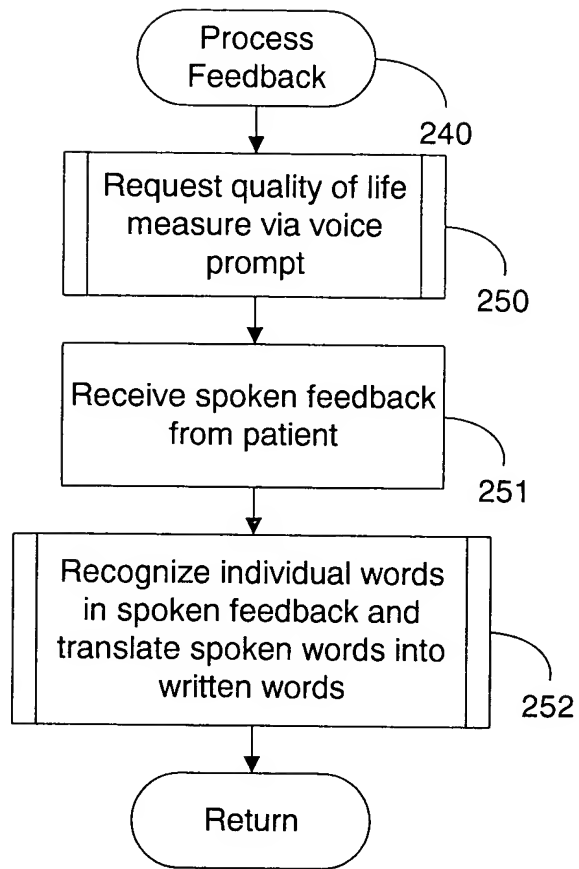 Process
Feedback
240
Request quality of life
measure via voice
prompt
250
Receive spoken feedback
from patient
251
Recognize individual words
in spoken feedback and
translate spoken words into
written words
252
Return